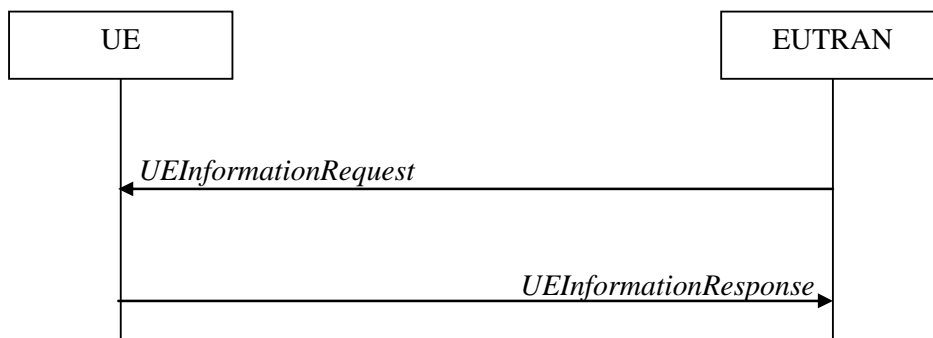 UE
EUTRAN
UEInformationRequest
UEInformationResponse